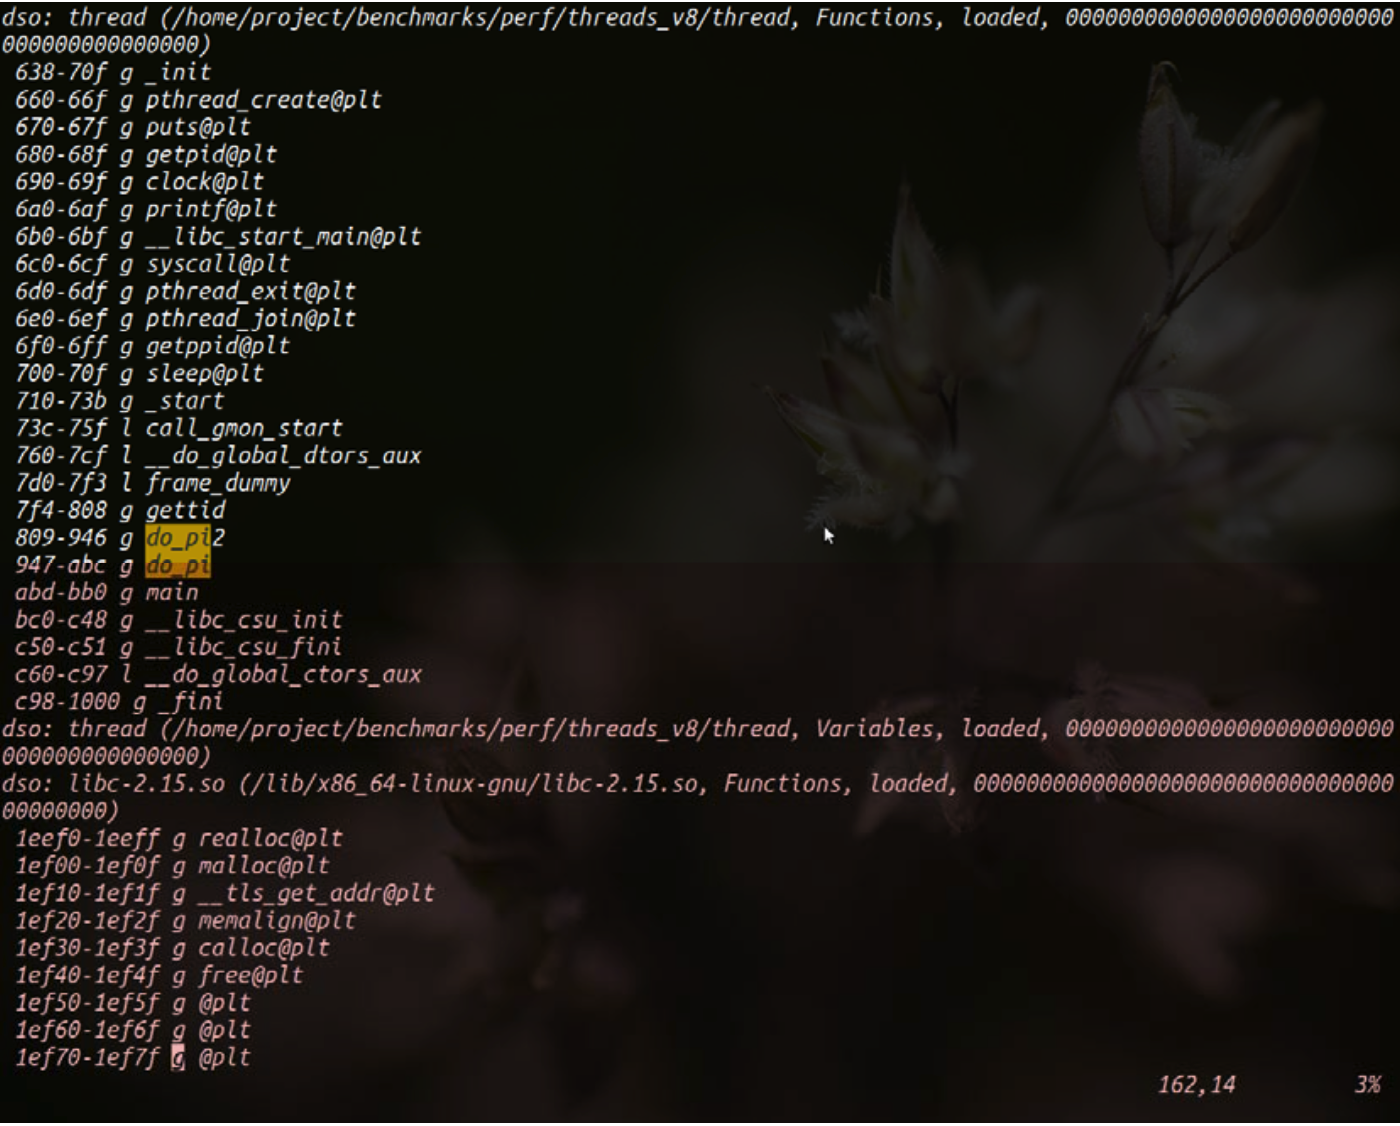 dso: thread (/home/project/benchmarks/perf/threads_v8/thread, Functions, loaded, 0000000000000000000000000
000000000000000)
638-70f g _init
660-66f g pthread_create@plt
670-67f g puts@plt
680-68f g getpid@plt
690-69f g clock@plt
6a0-6af g printf@plt
6b0-6bf g __libc_start_main@plt
6c0-6cf g syscall@plt
6d0-6df g pthread_exit@plt
6e0-6ef g pthread_join@plt
6f0-6ff g getppid@plt
700-70f g sleep@plt
710-73b g _start
73c-75f l call_gmon_start
760-7cf l __do_global_dtors_aux
7d0-7f3 l frame_dummy
7f4-808 g gettid
809-946 g do_pi2
947-abc g do_pi
abd-bb0 g main
bc0-c48 g __libc_csu_init
c50-c51 g __libc_csu_fini
c60-c97 l __do_global_ctors_aux
c98-1000 g _fini
dso: thread (/home/project/benchmarks/perf/threads_v8/thread, Variables, loaded, 0000000000000000000000000
000000000000000)
dso: libc-2.15.so (/lib/x86_64-linux-gnu/libc-2.15.so, Functions, loaded, 00000000000000000000000000000000
00000000)
1eef0-1eeff g realloc@plt
1ef00-1ef0f g malloc@plt
1ef10-1ef1f g __tls_get_addr@plt
1ef20-1ef2f g memalign@plt
1ef30-1ef3f g calloc@plt
1ef40-1ef4f g free@plt
1ef50-1ef5f g @plt
1ef60-1ef6f g @plt
1ef70-1ef7f g @plt
162,14 3%